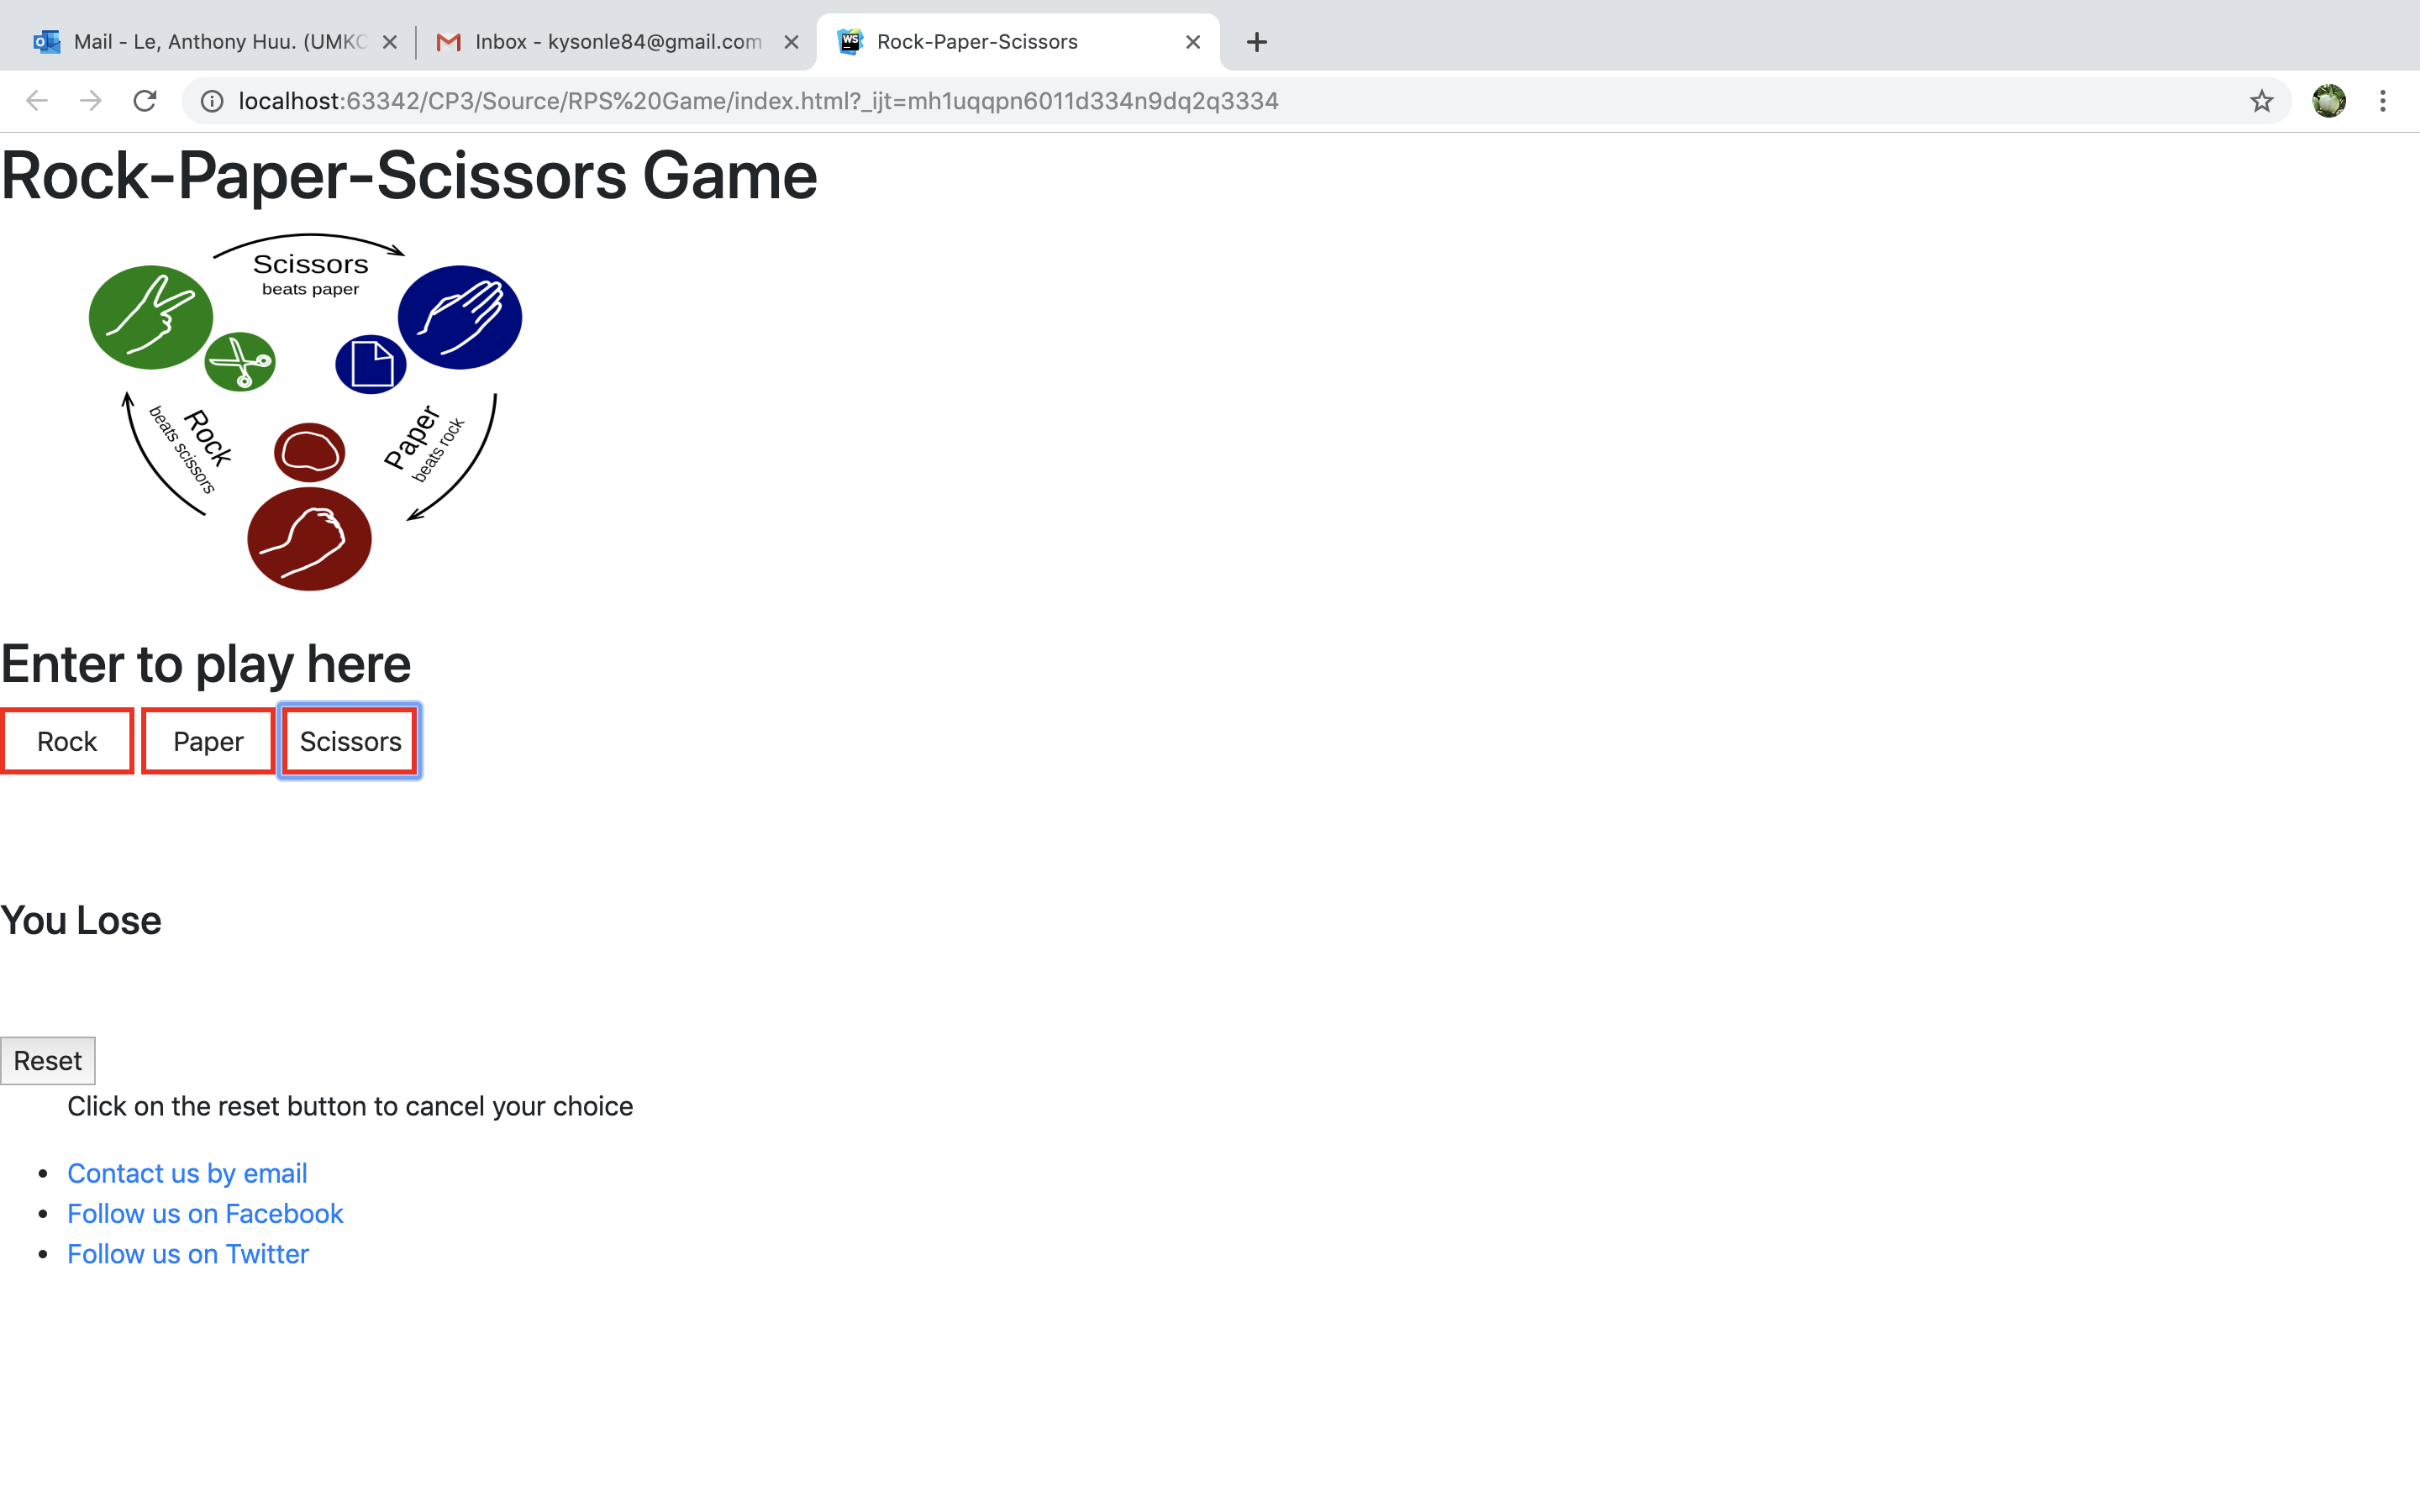 Mail - Le, Anthony Huu. (UMKC
Inbox - kysonle84@gmail.com
Rock-Paper-Scissors
localhost:63342/CP3/Source/RPS%20Game/index.html?_ijt=mh1uqqpn6011d334n9dq2q3334
Rock-Paper-Scissors Game
Scissors
beats paper
Rock
beats scissors
Paper
beats rock
Enter to play here
Rock Paper Scissors
You Lose
Reset
Click on the reset button to cancel your choice
• Contact us by email
• Follow us on Facebook
• Follow us on Twitter